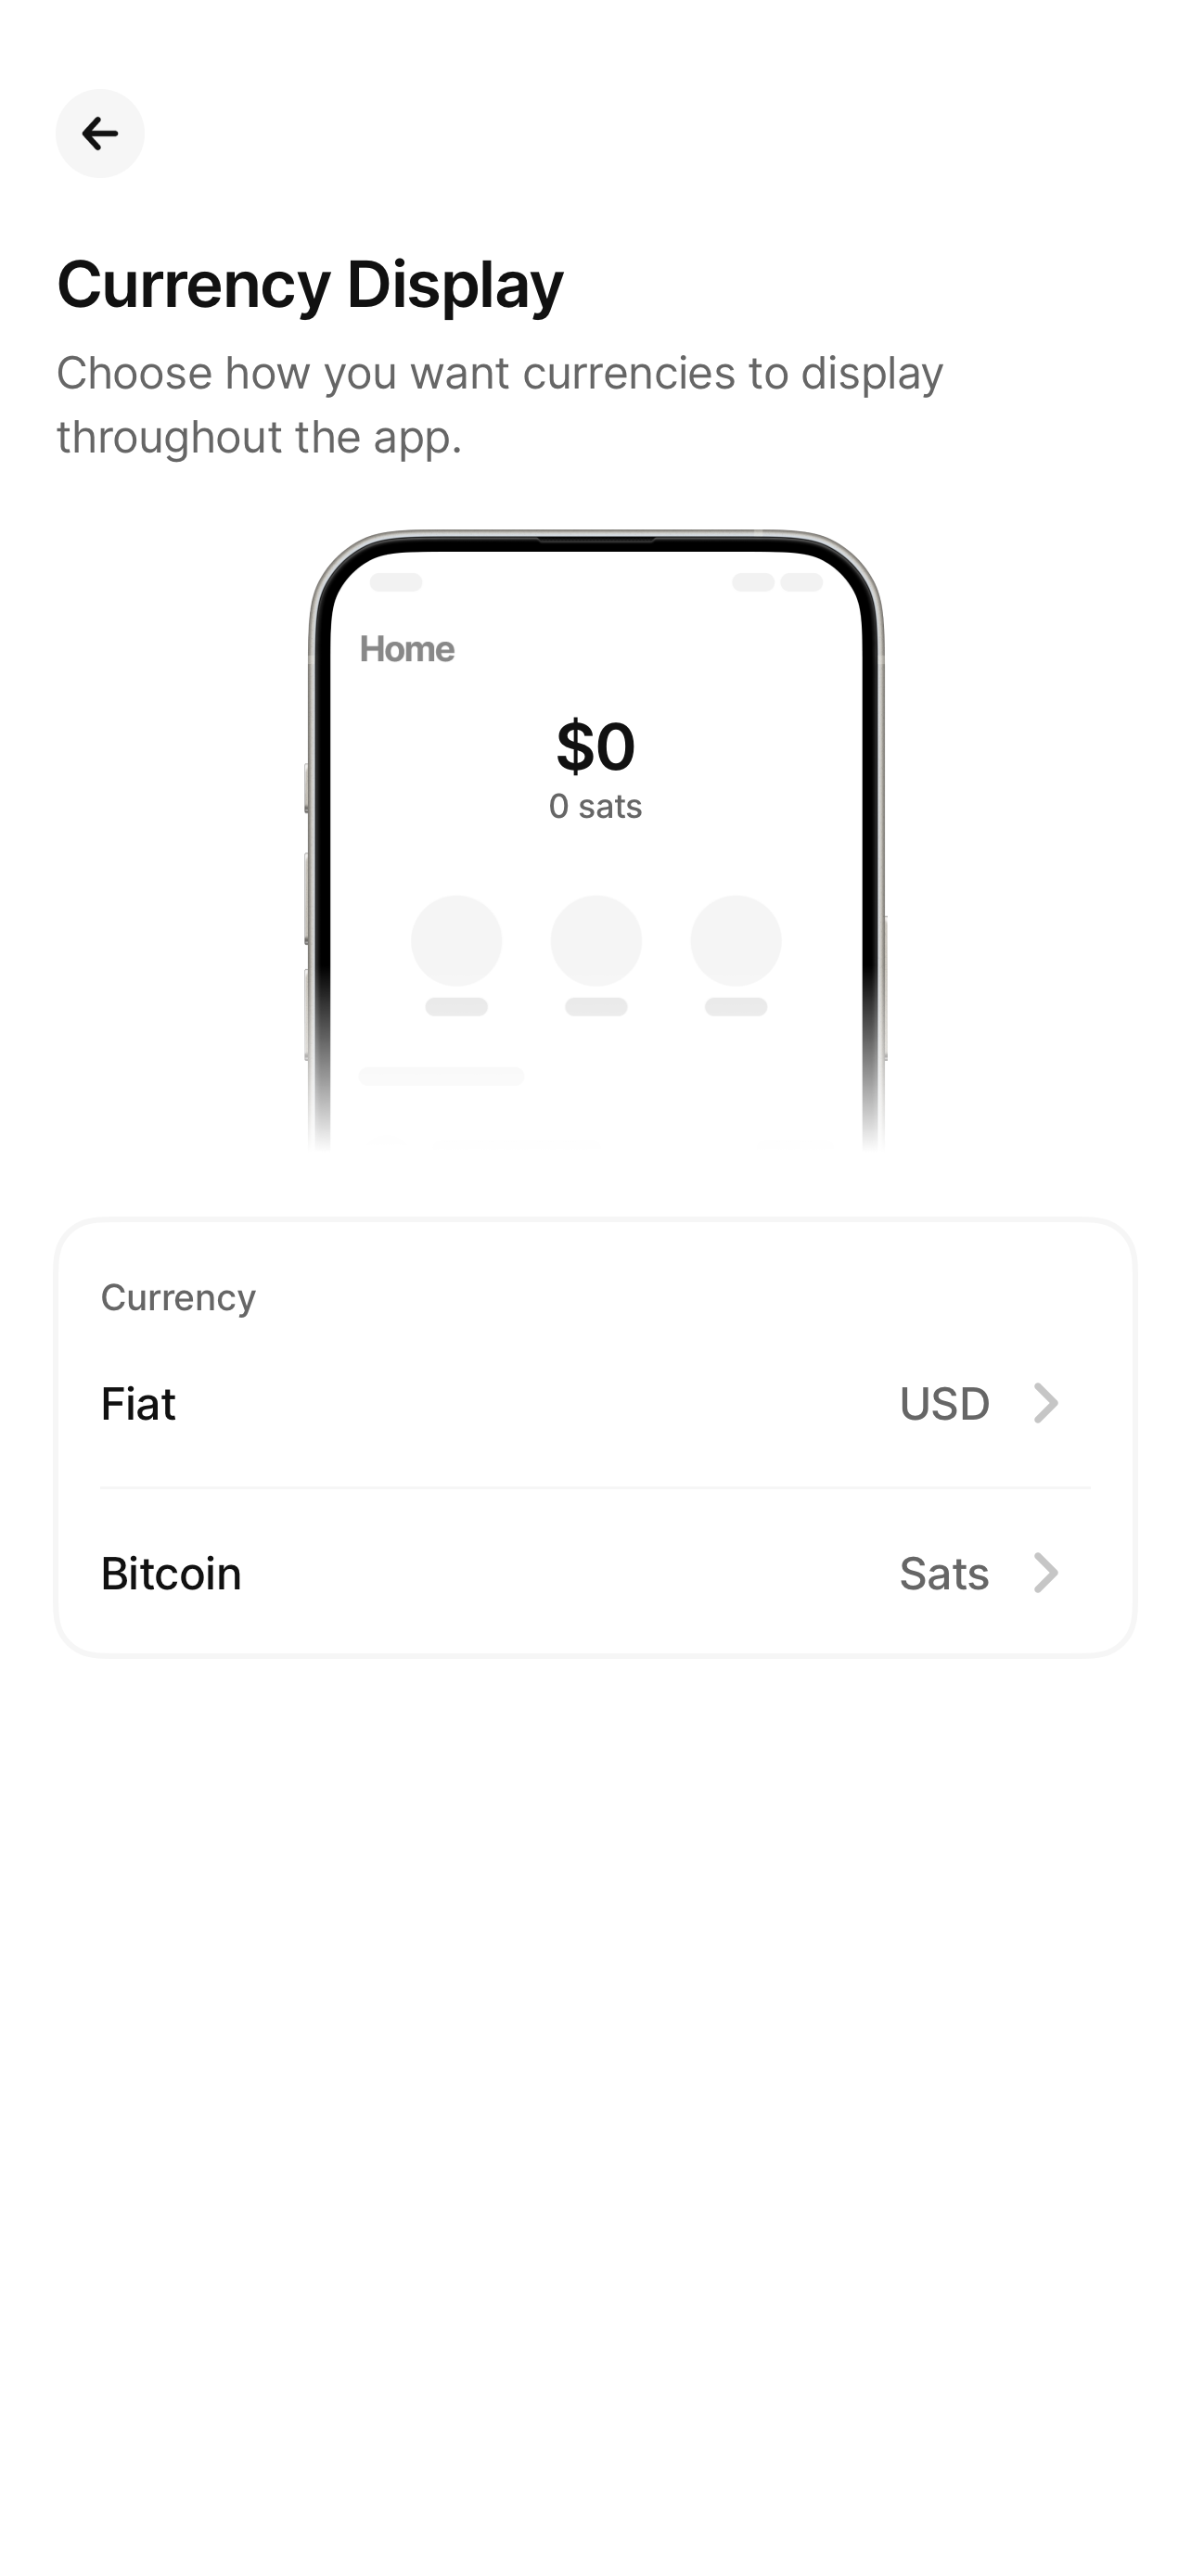 Currency Display
Choose how you want currencies to display
throughout the app.
Home
$0
0 sats
Currency
Fiat USD
Bitcoin Sats